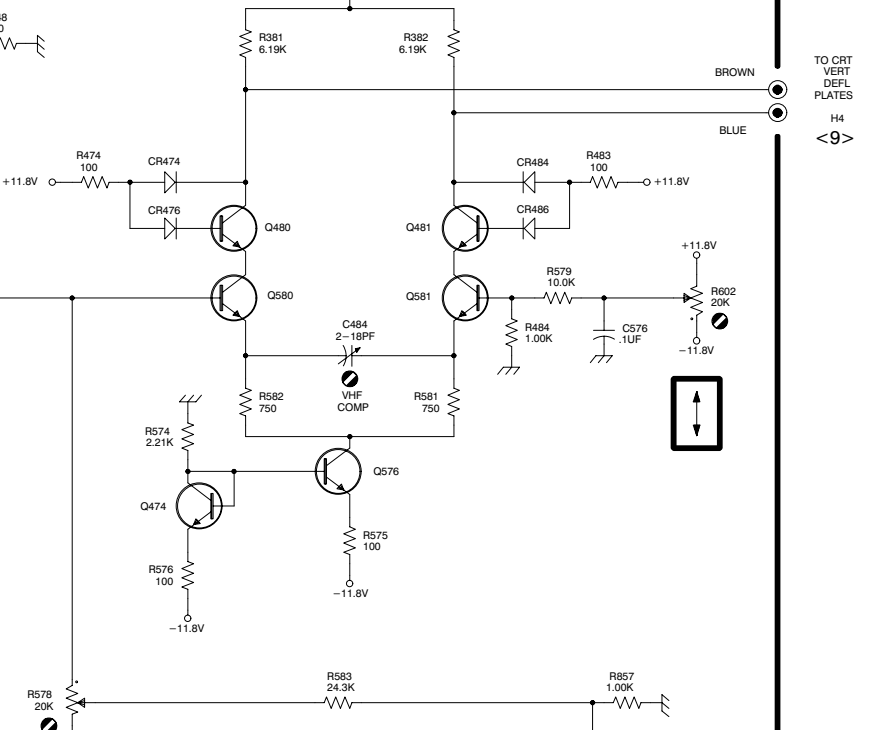 R381
6.19K
R382
6.19K
BROWN
TO CRT
VERT
DEFL
PLATES
H4
<9>
BLUE
R474
100
CR474
+11.8V
CR476
Q480
CR484
R483
100
+11.8V
CR486
Q481
Q580
Q581
R579
10.0K
+11.8V
R602
20K
−11.8V
C484
2−18PF
VHF
COMP
R484
1.00K
C576
.1UF
R582
750
R581
750
R574
2.21K
Q576
Q474
R575
100
−11.8V
R576
100
−11.8V
R578
20K
R583
24.3K
R857
1.00K